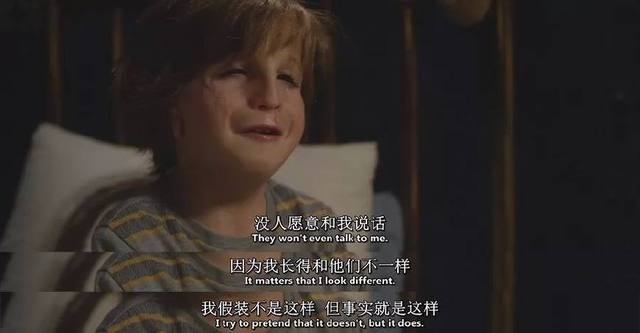 没人愿意和我说话
They won't even talk to me.
因为我长得和他们不一样
It matters that I look different.
我假装不是这样 但事实就是这样
I try to pretend that it doesn't, but it does.